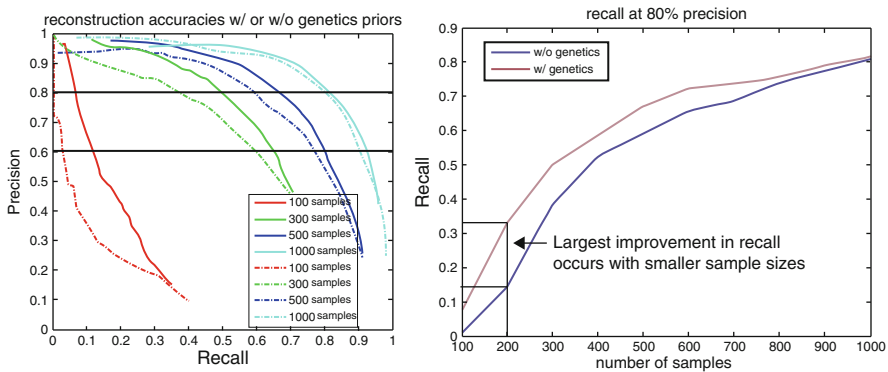 reconstruction accuracies w/ or w/o genetics priors
1
0.9
0.8
0.7
0.6
0.5
0.4
0.3
0.2
0.1
0
Precision
100 samples
300 samples
500 samples
1000 samples
100 samples
300 samples
500 samples
1000 samples
0 0.1 0.2 0.3 0.4 0.5 0.6 0.7 0.8 0.9 1
Recall
recall at 80% precision
0.9
0.8
0.7
0.6
0.5
0.4
0.3
0.2
0.1
0
Recall
w/o genetics
w/ genetics
Largest improvement in recall
occurs with smaller sample sizes
100 200 300 400 500 600 700 800 900 1000
number of samples